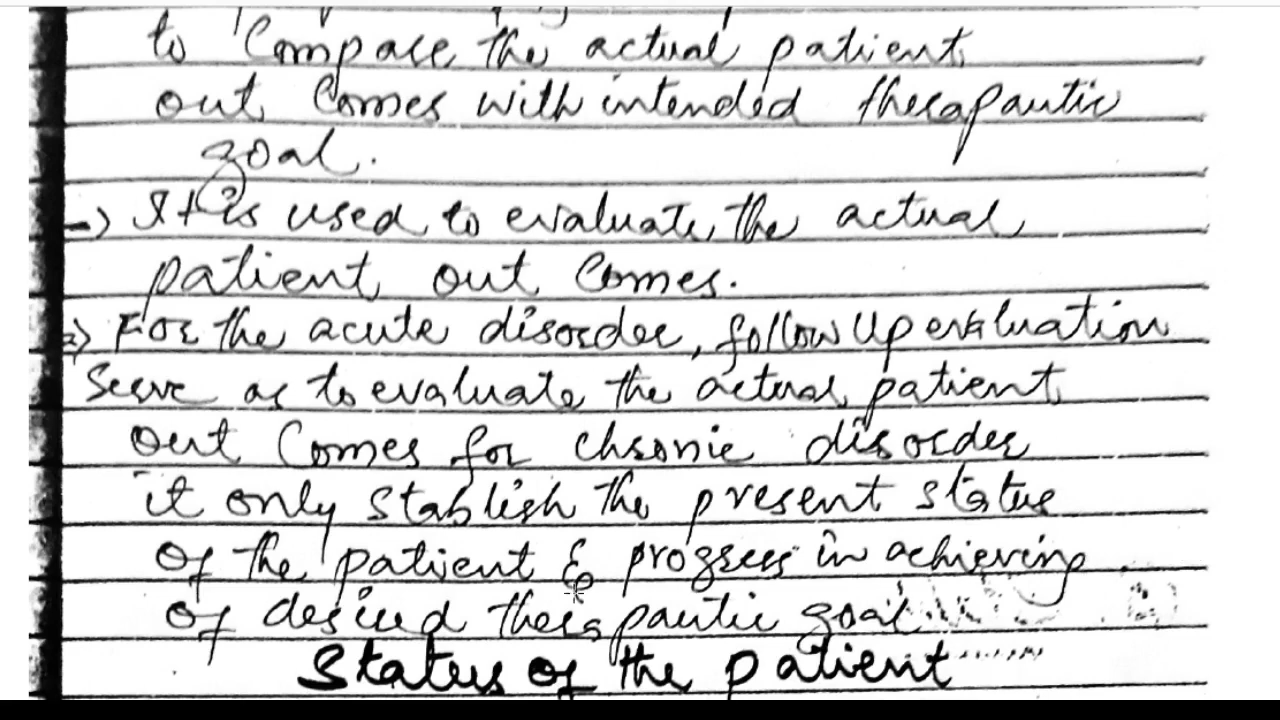 to Compare the actual patient
out Comes with intended therapautic
goal.
→ It is used to evaluate the actual
patient out Comes.
⇒ For the acute disorder, follow Up evaluation
Serve as to evaluate the actual patient
out Comes for chronic disorder
it only stablish the present status
Of the patient & progress in achieving
of desired therapautic goal.
Status of the patient